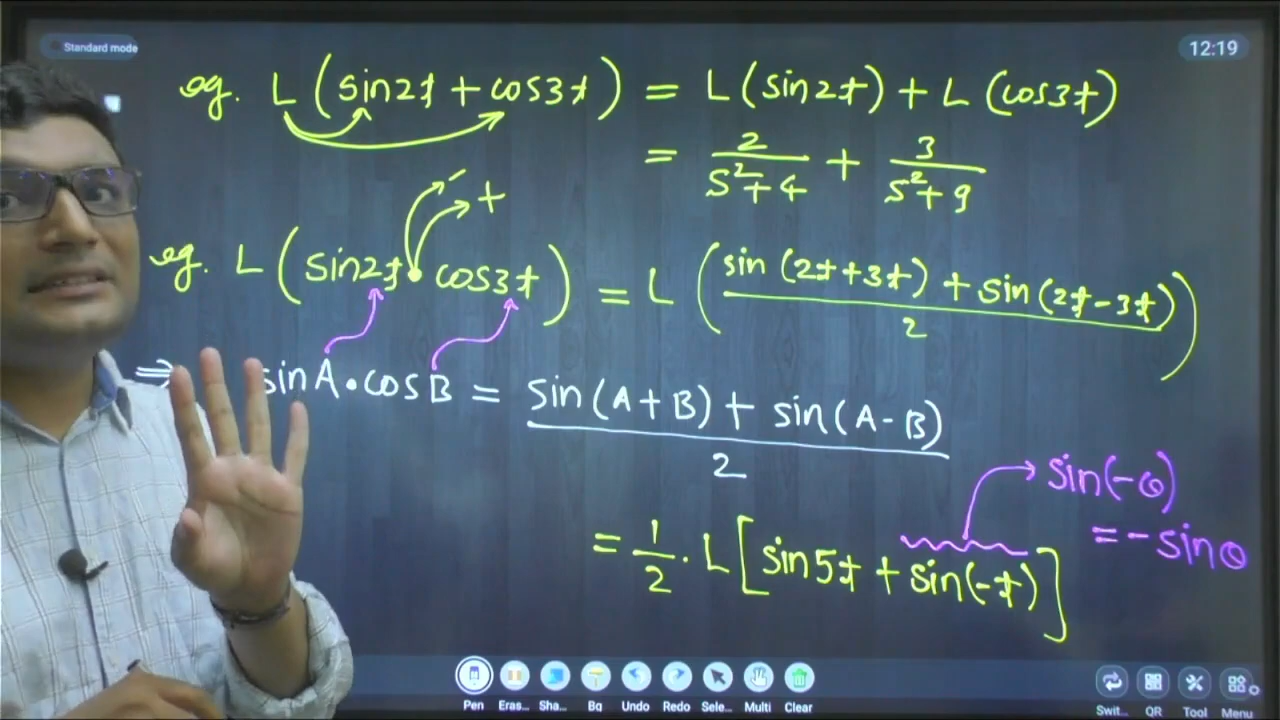 Standard mode
12:19
eg. L (sin2t + cos3t) = L(sin2t) + L (cos3t)
= 2/(s²+4) + 3/(s²+9)
- +
eg. L (sin2t • cos3t) = L ((sin (2t+3t) + sin(2t-3t))/2)
⇒ sinA • cosB = (sin(A+B) + sin(A-B))/2
sin(-θ)
= -sinθ
= 1/2 . L [sin5t + sin(-t)]
Pen Eras... Sha... Bg Undo Redo Sele... Multi Clear
Swit... QR Tool Menu